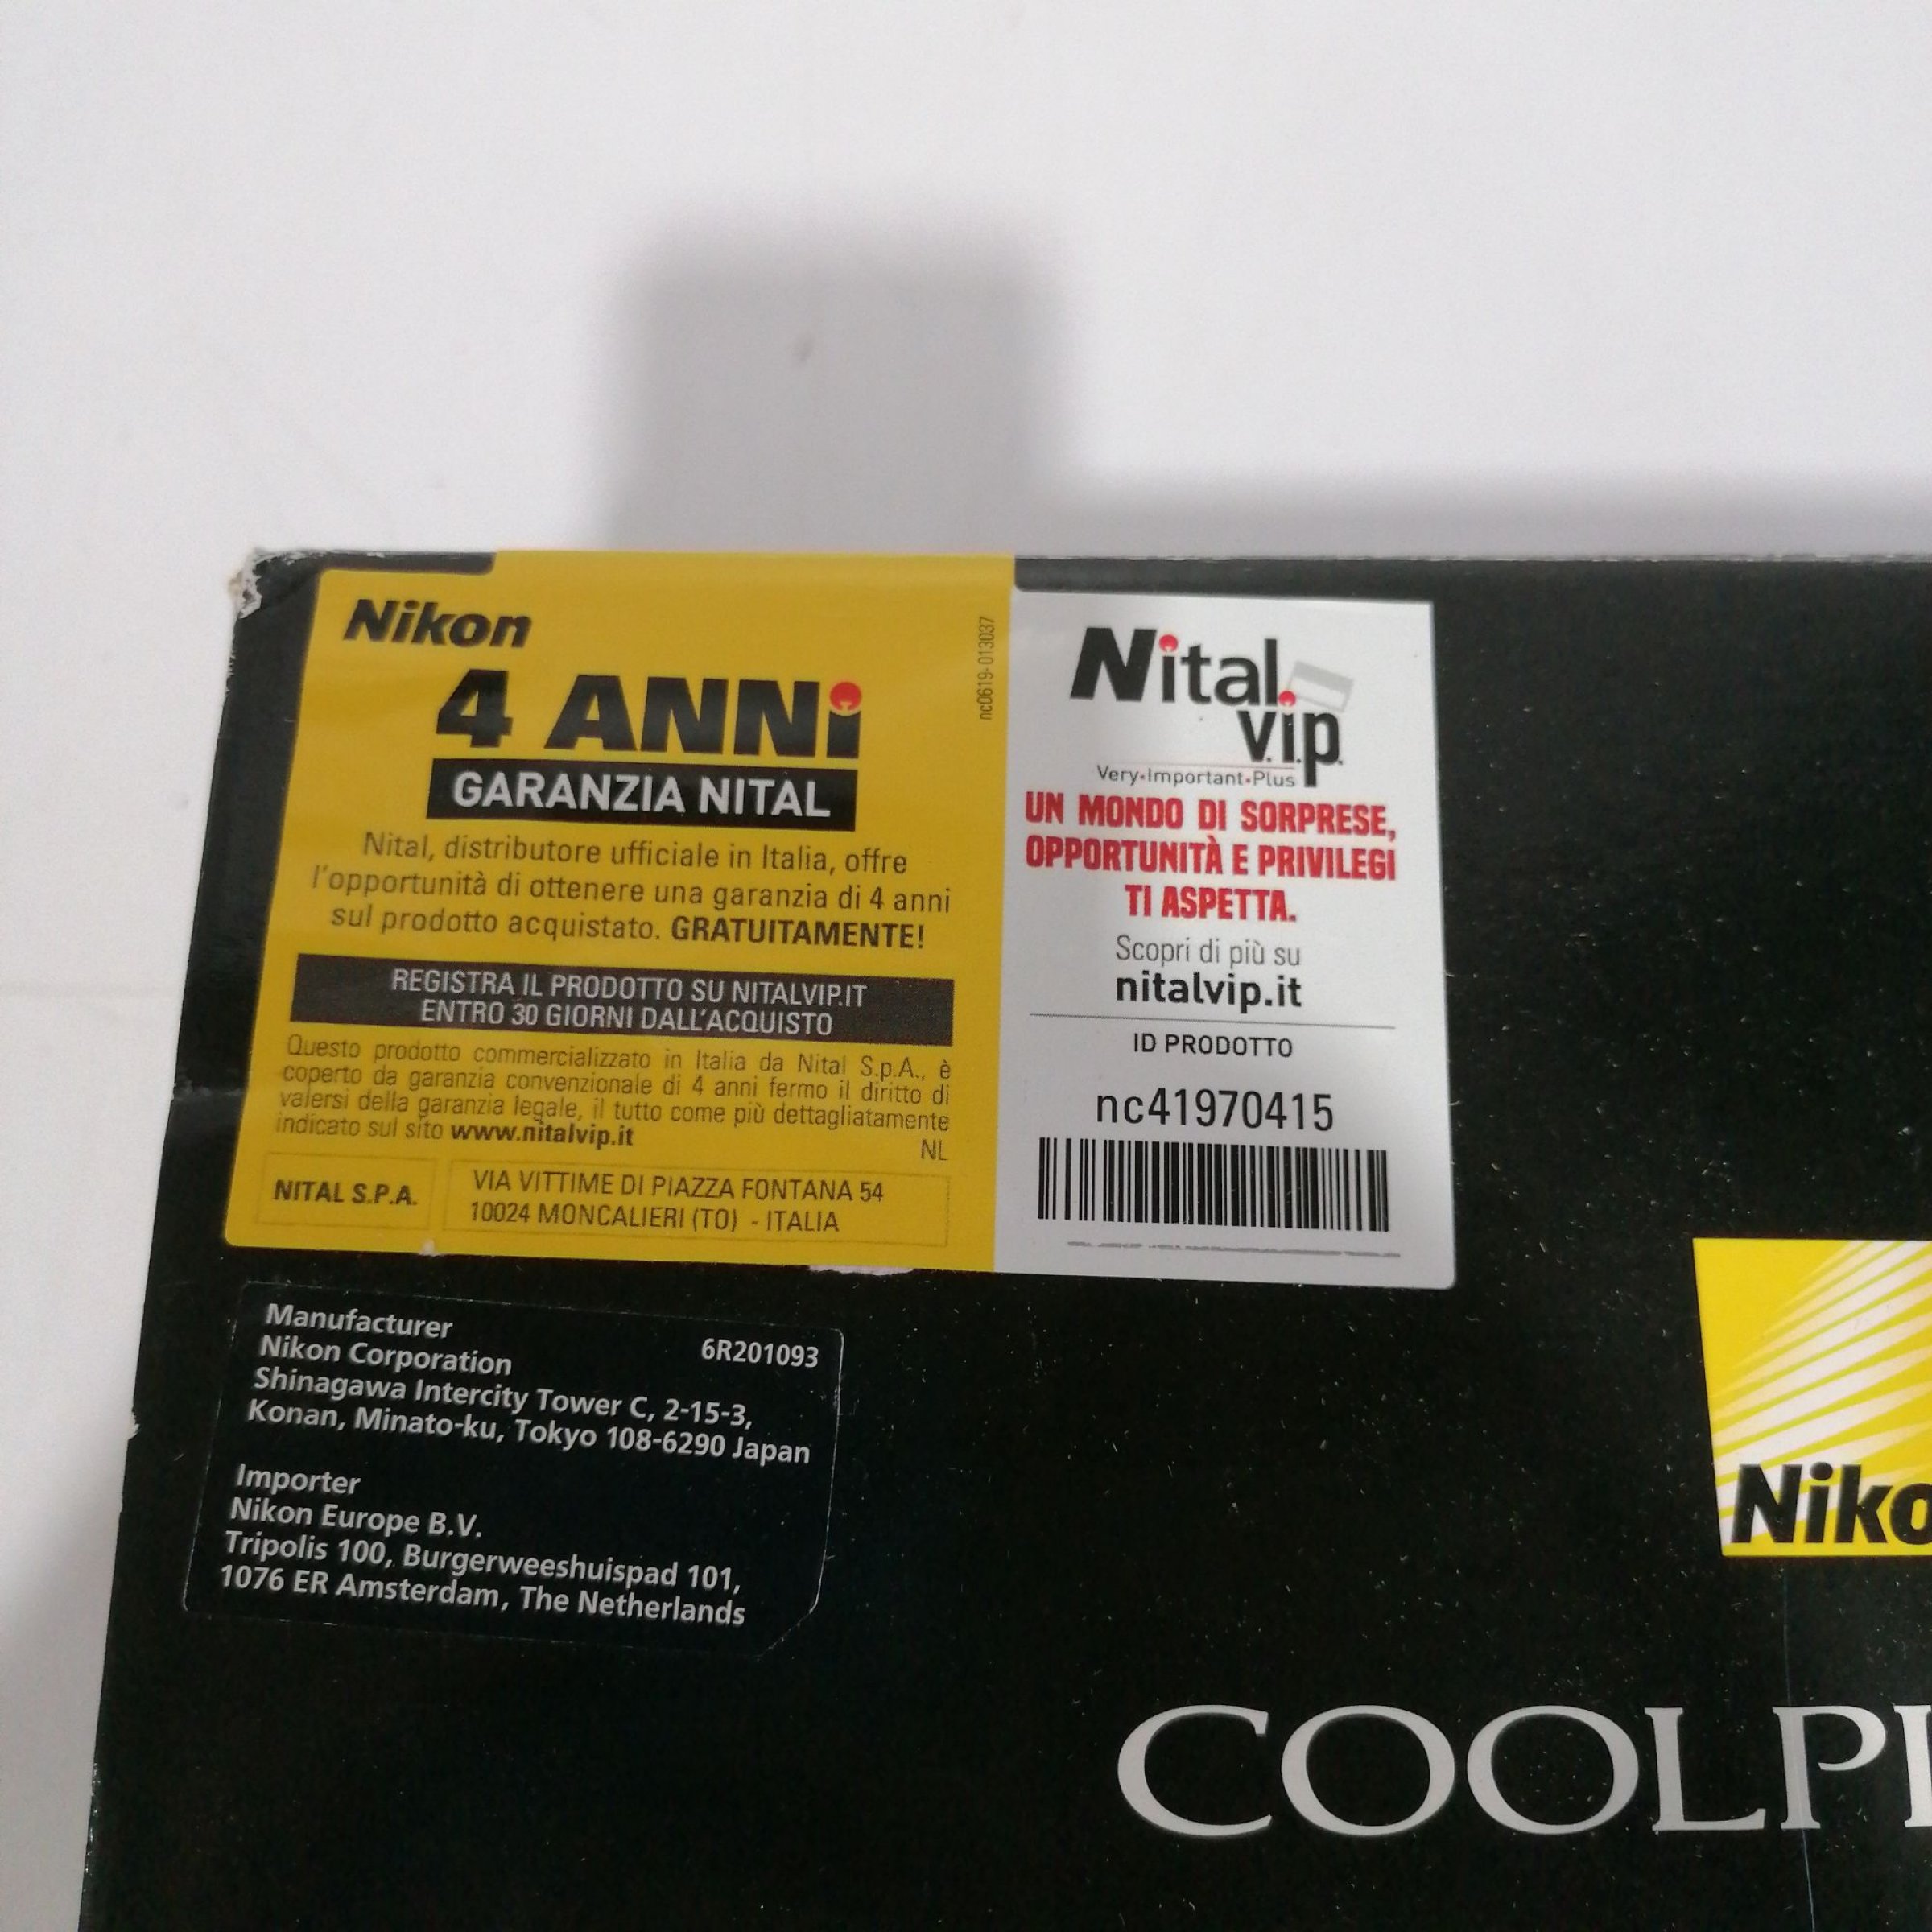 Nikon
4 ANNi
GARANZIA NITAL
Nital, distributore ufficiale in Italia, offre
l'opportunità di ottenere una garanzia di 4 anni
sul prodotto acquistato. GRATUITAMENTE!
REGISTRA IL PRODOTTO SU NITALVIP.IT
ENTRO 30 GIORNI DALL'ACQUISTO
Questo prodotto commercializzato in Italia da Nital S.p.A., è
coperto da garanzia convenzionale di 4 anni fermo il diritto di
valersi della garanzia legale, il tutto come più dettagliatamente
indicato sul sito www.nitalvip.it
NL
NITAL S.P.A.
VIA VITTIME DI PIAZZA FONTANA 54
10024 MONCALIERI (TO) - ITALIA
nc0619-013037
Nital.
v.i.p.
Very•Important•Plus
UN MONDO DI SORPRESE,
OPPORTUNITÀ E PRIVILEGI
TI ASPETTA.
Scopri di più su
nitalvip.it
ID PRODOTTO
nc41970415
Manufacturer
Nikon Corporation
6R201093
Shinagawa Intercity Tower C, 2-15-3,
Konan, Minato-ku, Tokyo 108-6290 Japan
Importer
Nikon Europe B.V.
Tripolis 100, Burgerweeshuispad 101,
1076 ER Amsterdam, The Netherlands
Niko
COOLPI